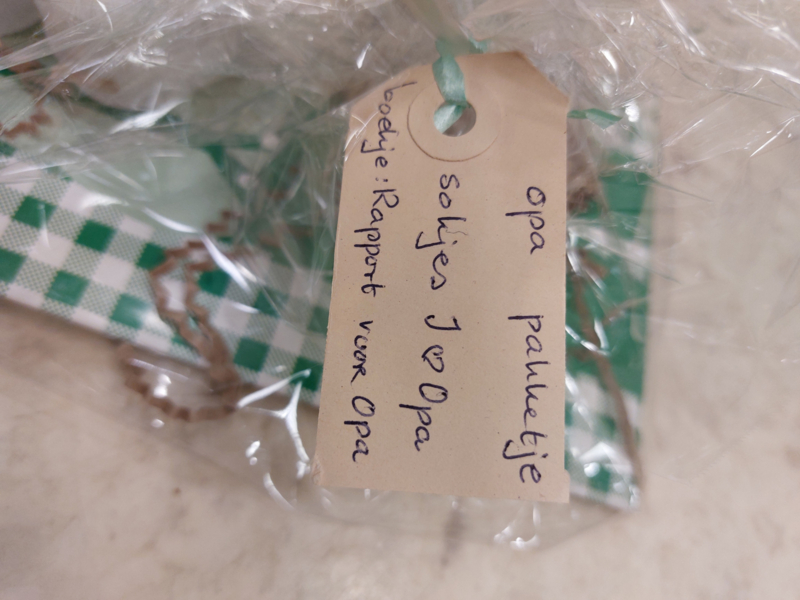 opa pakketje
sokjes I ♡ Opa
boekje: Rapport voor Opa